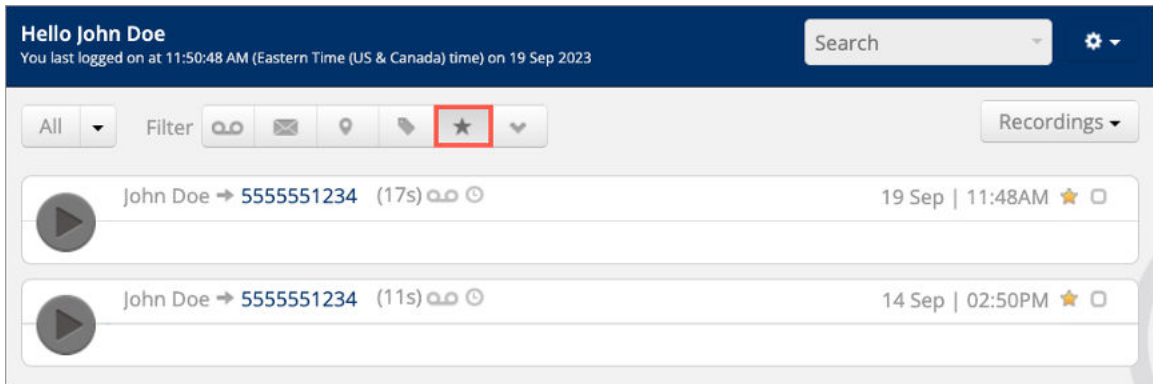 Hello John Doe
You last logged on at 11:50:48 AM (Eastern Time (US & Canada) time) on 19 Sep 2023
Search
All
Filter
Recordings
John Doe → 5555551234 (17s)
19 Sep | 11:48AM
John Doe → 5555551234 (11s)
14 Sep | 02:50PM